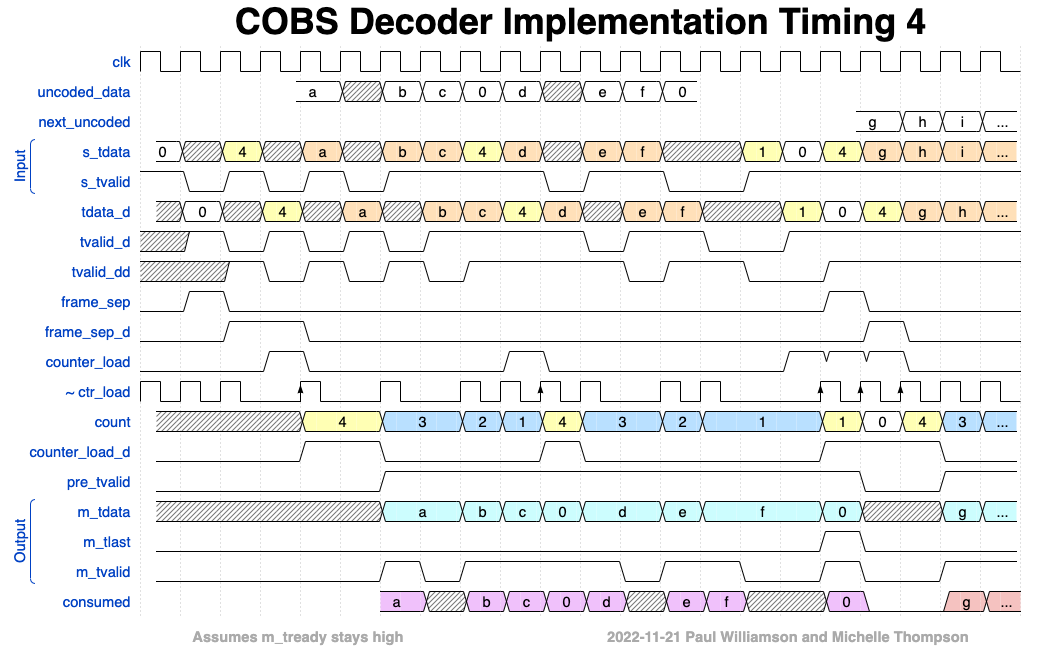 COBS Decoder Implementation Timing 4
clk
uncoded_data a b c 0 d e f 0
next_uncoded g h i ...
Input
s_tdata 0 4 a b c 4 d e f 1 0 4 g h i ...
s_tvalid
tdata_d 0 4 a b c 4 d e f 1 0 4 g h ...
tvalid_d
tvalid_dd
frame_sep
frame_sep_d
counter_load
~ ctr_load
count 4 3 2 1 4 3 2 1 1 0 4 3 ...
counter_load_d
pre_tvalid
Output
m_tdata a b c 0 d e f 0 g ...
m_tlast
m_tvalid
consumed a b c 0 d e f 0 g ...
Assumes m_tready stays high 2022-11-21 Paul Williamson and Michelle Thompson